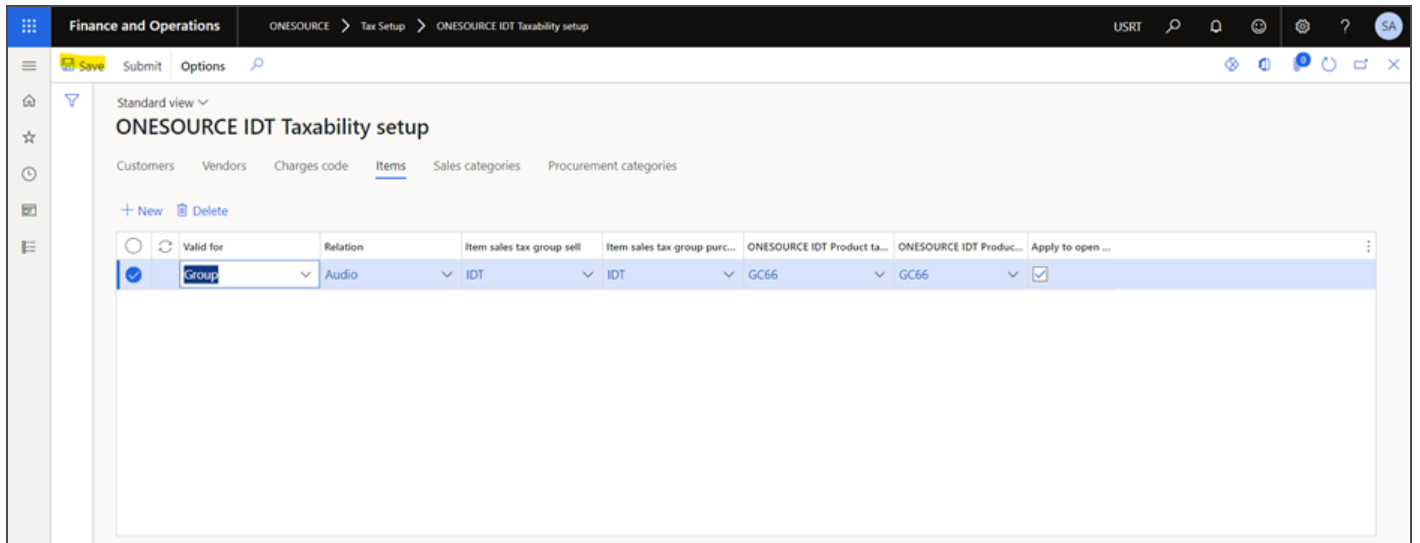 Finance and Operations ONESOURCE > Tax Setup > ONESOURCE IDT Taxability setup USRT ? SA
Save Submit Options 0
Standard view
ONESOURCE IDT Taxability setup
Customers Vendors Charges code Items Sales categories Procurement categories
+ New Delete
Valid for Relation Item sales tax group sell Item sales tax group purc... ONESOURCE IDT Product ta... ONESOURCE IDT Produc... Apply to open ...
Group Audio IDT IDT GC66 GC66